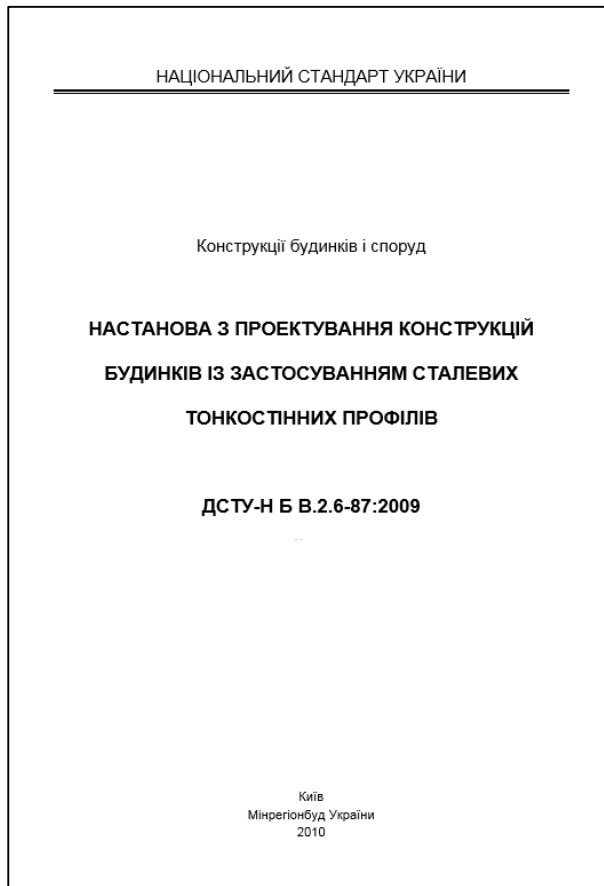 НАЦІОНАЛЬНИЙ СТАНДАРТ УКРАЇНИ
Конструкції будинків і споруд
НАСТАНОВА З ПРОЕКТУВАННЯ КОНСТРУКЦІЙ
БУДИНКІВ ІЗ ЗАСТОСУВАННЯМ СТАЛЕВИХ
ТОНКОСТІННИХ ПРОФІЛІВ
ДСТУ-Н Б В.2.6-87:2009
Київ
Мінрегіонбуд України
2010